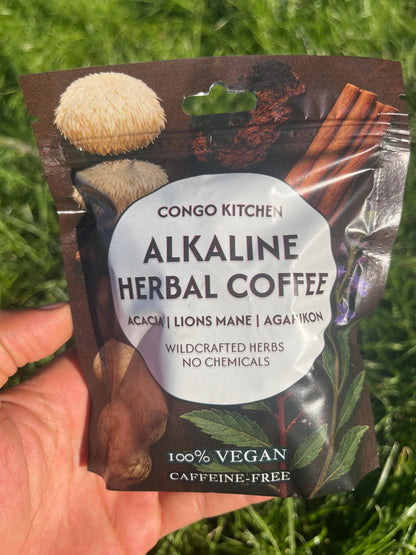 CONGO KITCHEN
ALKALINE
HERBAL COFFEE
ACACIA | LIONS MANE | AGARIKON
WILDCRAFTED HERBS
NO CHEMICALS
100% VEGAN
CAFFEINE-FREE